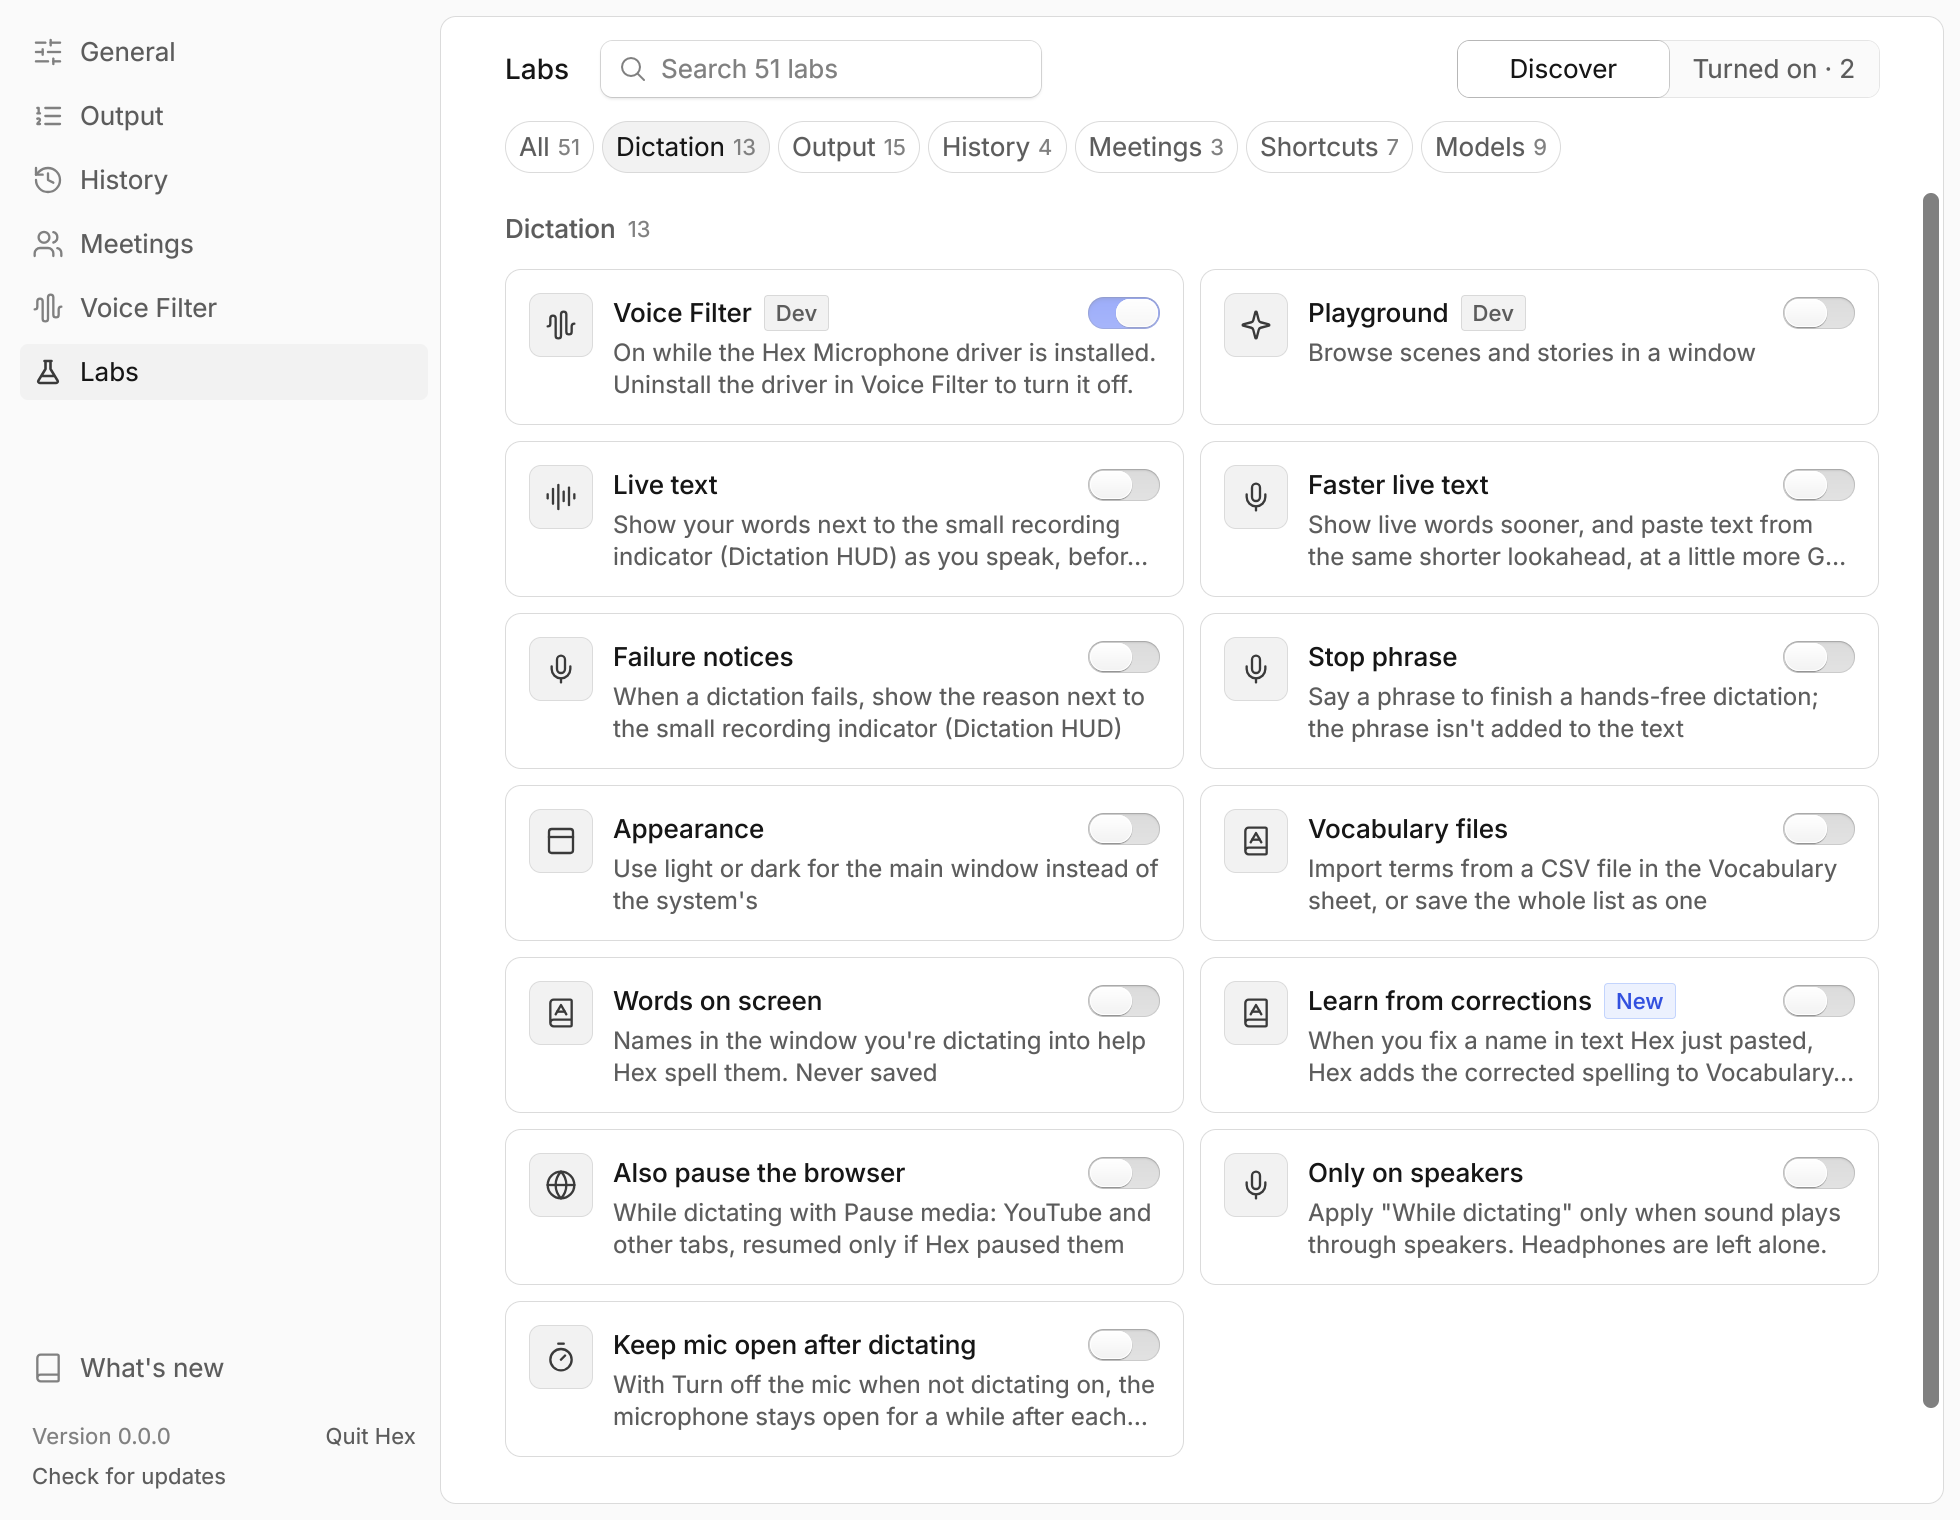 General
Output
History
Meetings
Voice Filter
Labs
What's new
Version 0.0.0
Quit Hex
Check for updates
Labs
Search 51 labs
Discover
Turned on · 2
All 51
Dictation 13
Output 15
History 4
Meetings 3
Shortcuts 7
Models 9
Dictation 13
Voice Filter Dev
On while the Hex Microphone driver is installed.
Uninstall the driver in Voice Filter to turn it off.
Playground Dev
Browse scenes and stories in a window
Live text
Show your words next to the small recording
indicator (Dictation HUD) as you speak, befor...
Faster live text
Show live words sooner, and paste text from
the same shorter lookahead, at a little more G...
Failure notices
When a dictation fails, show the reason next to
the small recording indicator (Dictation HUD)
Stop phrase
Say a phrase to finish a hands-free dictation;
the phrase isn't added to the text
Appearance
Use light or dark for the main window instead of
the system's
Vocabulary files
Import terms from a CSV file in the Vocabulary
sheet, or save the whole list as one
Words on screen
Names in the window you're dictating into help
Hex spell them. Never saved
Learn from corrections New
When you fix a name in text Hex just pasted,
Hex adds the corrected spelling to Vocabulary...
Also pause the browser
While dictating with Pause media: YouTube and
other tabs, resumed only if Hex paused them
Only on speakers
Apply "While dictating" only when sound plays
through speakers. Headphones are left alone.
Keep mic open after dictating
With Turn off the mic when not dictating on, the
microphone stays open for a while after each...